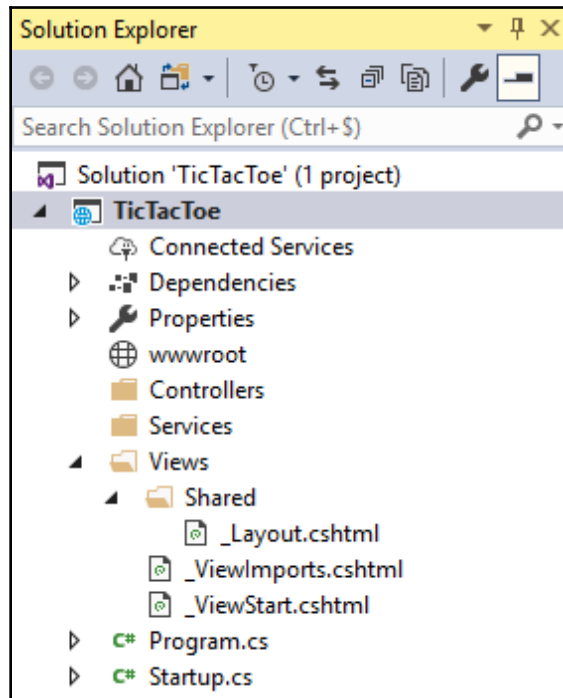 Solution Explorer
Search Solution Explorer (Ctrl+$)
Solution 'TicTacToe' (1 project)
TicTacToe
Connected Services
Dependencies
Properties
wwwroot
Controllers
Services
Views
Shared
_Layout.cshtml
_ViewImports.cshtml
_ViewStart.cshtml
C# Program.cs
C# Startup.cs